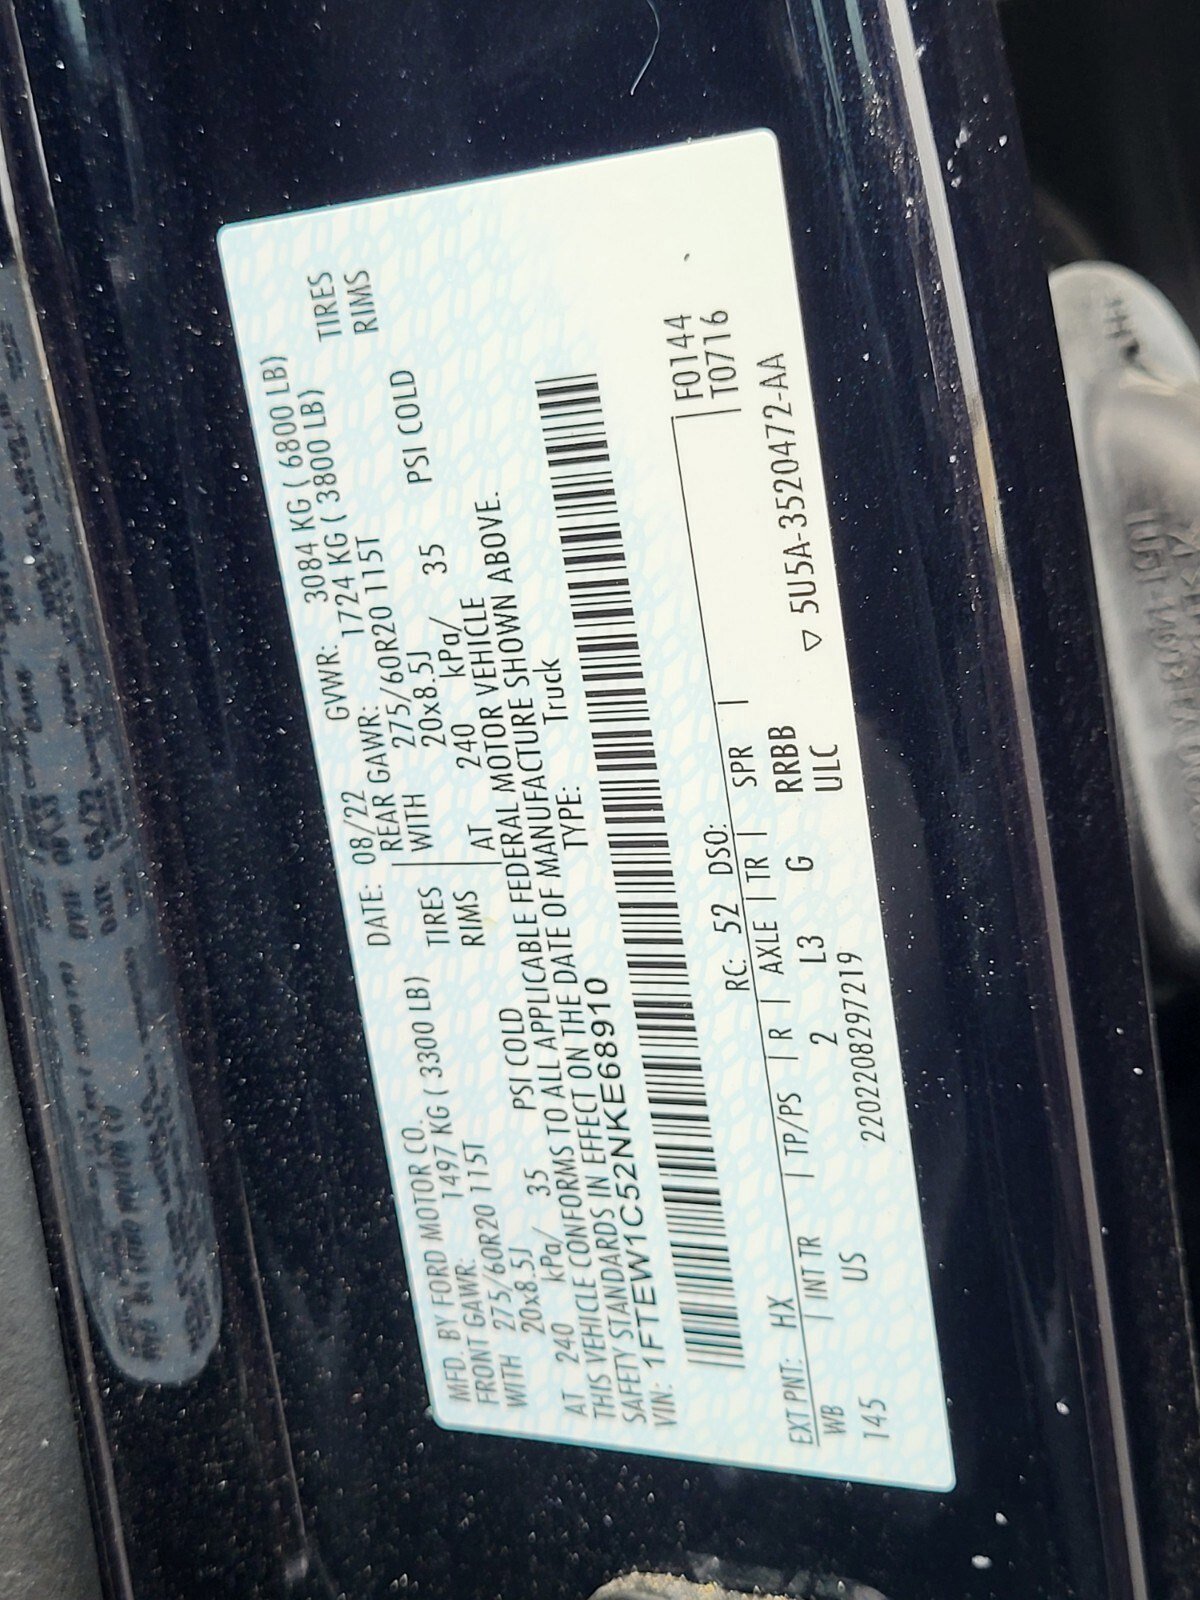 MFD. BY FORD MOTOR CO.
DATE: 08/22 GVWR: 3084 KG ( 6800 LB)
FRONT GAWR: 1497 KG ( 3300 LB) REAR GAWR: 1724 KG ( 3800 LB)
WITH 275/60R20 115T TIRES WITH 275/60R20 115T TIRES
20x8.5J RIMS 20x8.5J RIMS
AT 240 kPa/ 35 PSI COLD AT 240 kPa/ 35 PSI COLD
THIS VEHICLE CONFORMS TO ALL APPLICABLE FEDERAL MOTOR VEHICLE
SAFETY STANDARDS IN EFFECT ON THE DATE OF MANUFACTURE SHOWN ABOVE.
VIN: 1FTEW1C52NKE68910 TYPE: Truck
EXT PNT: HX RC: 52 DSO: F0144
WB INT TR TP/PS R AXLE TR SPR T0716
145 US 2 L3 G RRBB
2202208297219 ULC ▽ 5U5A-3520472-AA